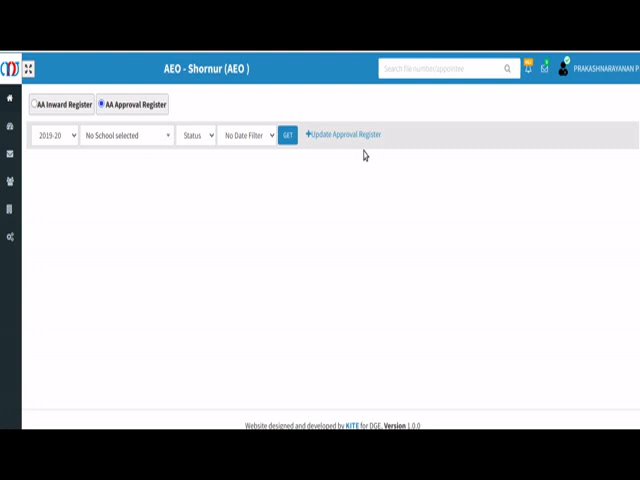 AEO - Shornur (AEO )
Search file number/appointee
PRAKASHNARAYANAN P
AA Inward Register
AA Approval Register
2019-20
No School selected
Status
No Date Filter
GET
+Update Approval Register
Website designed and developed by KITE for DGE. Version 1.0.0